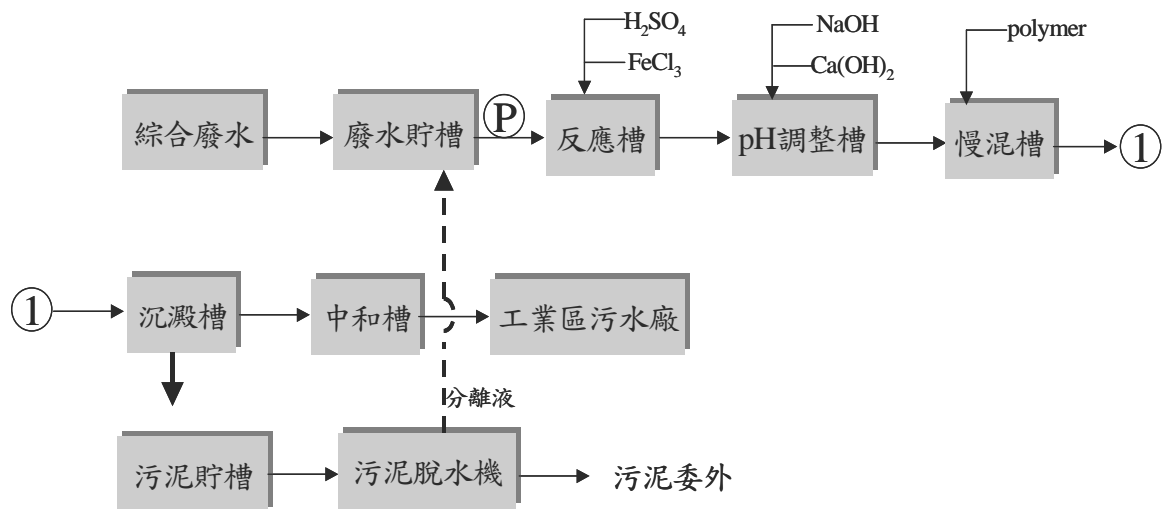 H₂SO₄
FeCl₃
NaOH
Ca(OH)₂
polymer
綜合廢水
廢水貯槽
P
反應槽
pH調整槽
慢混槽
1
1
沉澱槽
中和槽
工業區污水廠
分離液
污泥貯槽
污泥脫水機
污泥委外